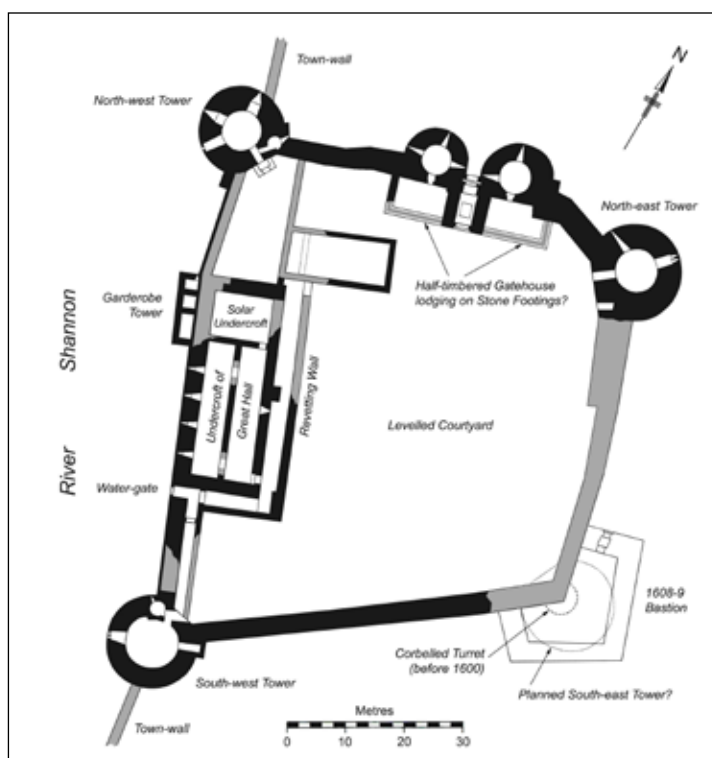 Town-wall
N
North-west Tower
North-east Tower
Half-timbered Gatehouse
lodging on Stone Footings?
Garderobe
Tower
Solar
Undercroft
River Shannon
Undercroft of
Great Hall
Revetting Wall
Levelled Courtyard
Water-gate
1608-9
Bastion
Corbelled Turret
(before 1600)
South-west Tower
Planned South-east Tower?
Metres
0 10 20 30
Town-wall